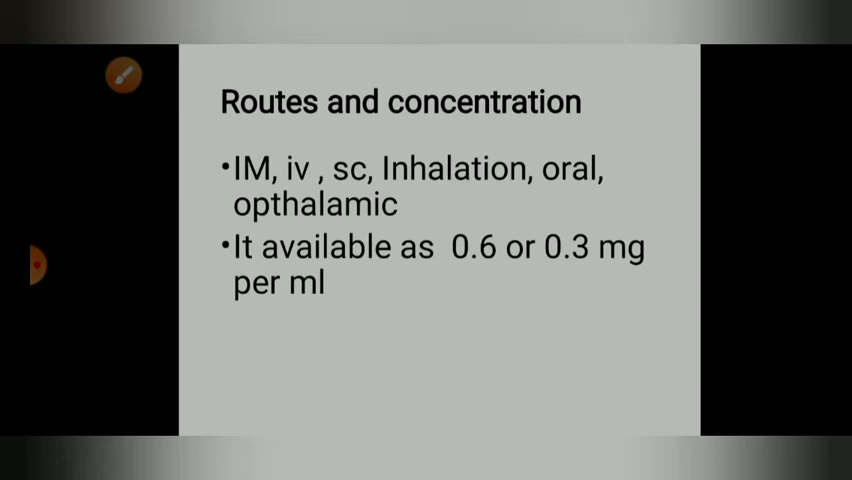 Routes and concentration
•IM, iv , sc, Inhalation, oral,
opthalamic
•It available as  0.6 or 0.3 mg
per ml